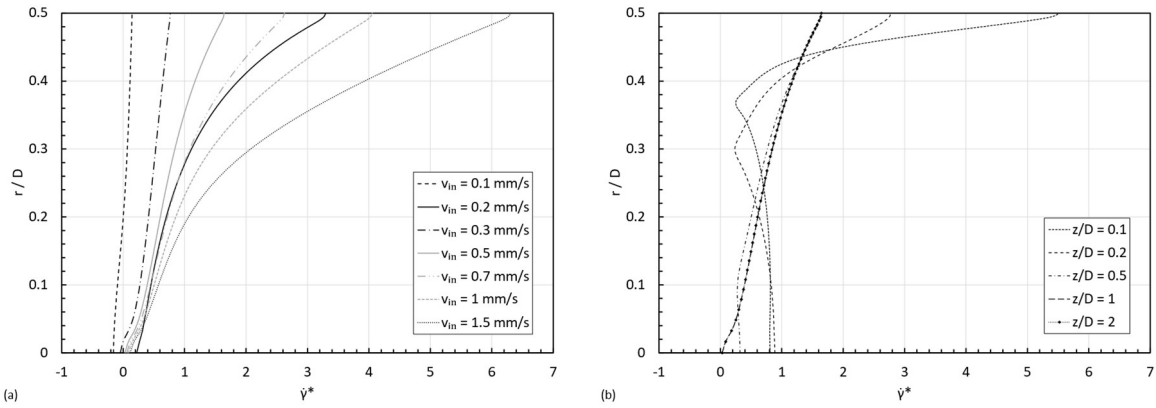 0.5
0.4
0.3
0.2
0.1
0
r / D
-1 0 1 2 3 4 5 6 7
γ̇*
(a)
v_in = 0.1 mm/s
v_in = 0.2 mm/s
v_in = 0.3 mm/s
v_in = 0.5 mm/s
v_in = 0.7 mm/s
v_in = 1 mm/s
v_in = 1.5 mm/s
0.5
0.4
0.3
0.2
0.1
0
r / D
-1 0 1 2 3 4 5 6 7
γ̇*
(b)
z/D = 0.1
z/D = 0.2
z/D = 0.5
z/D = 1
z/D = 2